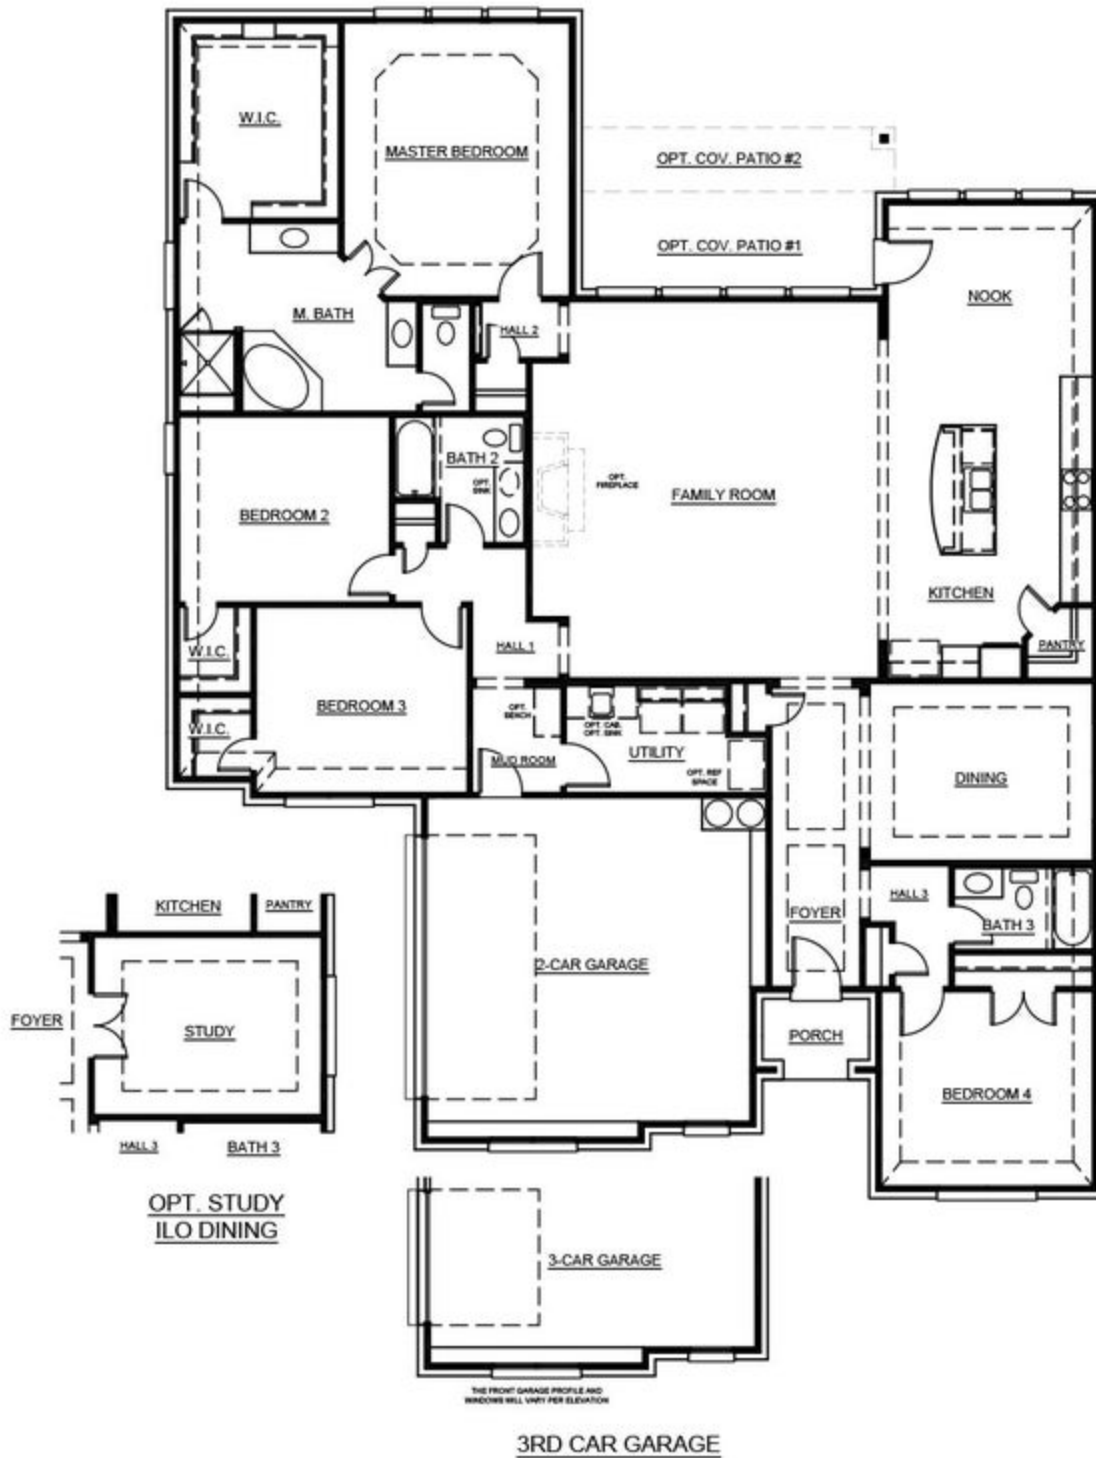 W.I.C.
MASTER BEDROOM
OPT. COV. PATIO #2
OPT. COV. PATIO #1
NOOK
M. BATH
HALL 2
BATH 2
OPT.
SINK
OPT.
FIREPLACE
FAMILY ROOM
BEDROOM 2
KITCHEN
PANTRY
W.I.C.
HALL 1
BEDROOM 3
W.I.C.
OPT.
BENCH
OPT. CAB.
OPT. SINK
UTILITY
MUD ROOM
OPT. REF
SPACE
DINING
HALL 3
BATH 3
FOYER
2-CAR GARAGE
PORCH
BEDROOM 4
KITCHEN
PANTRY
FOYER
STUDY
HALL 3
BATH 3
OPT. STUDY
ILO DINING
3-CAR GARAGE
THE FRONT GARAGE PROFILE AND
WINDOWS WILL VARY PER ELEVATION
3RD CAR GARAGE